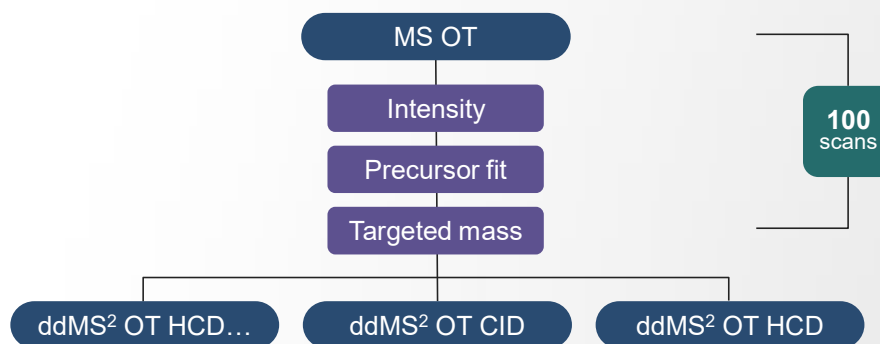 MS OT
Intensity
Precursor fit
Targeted mass
100
scans
ddMS² OT HCD…
ddMS² OT CID
ddMS² OT HCD